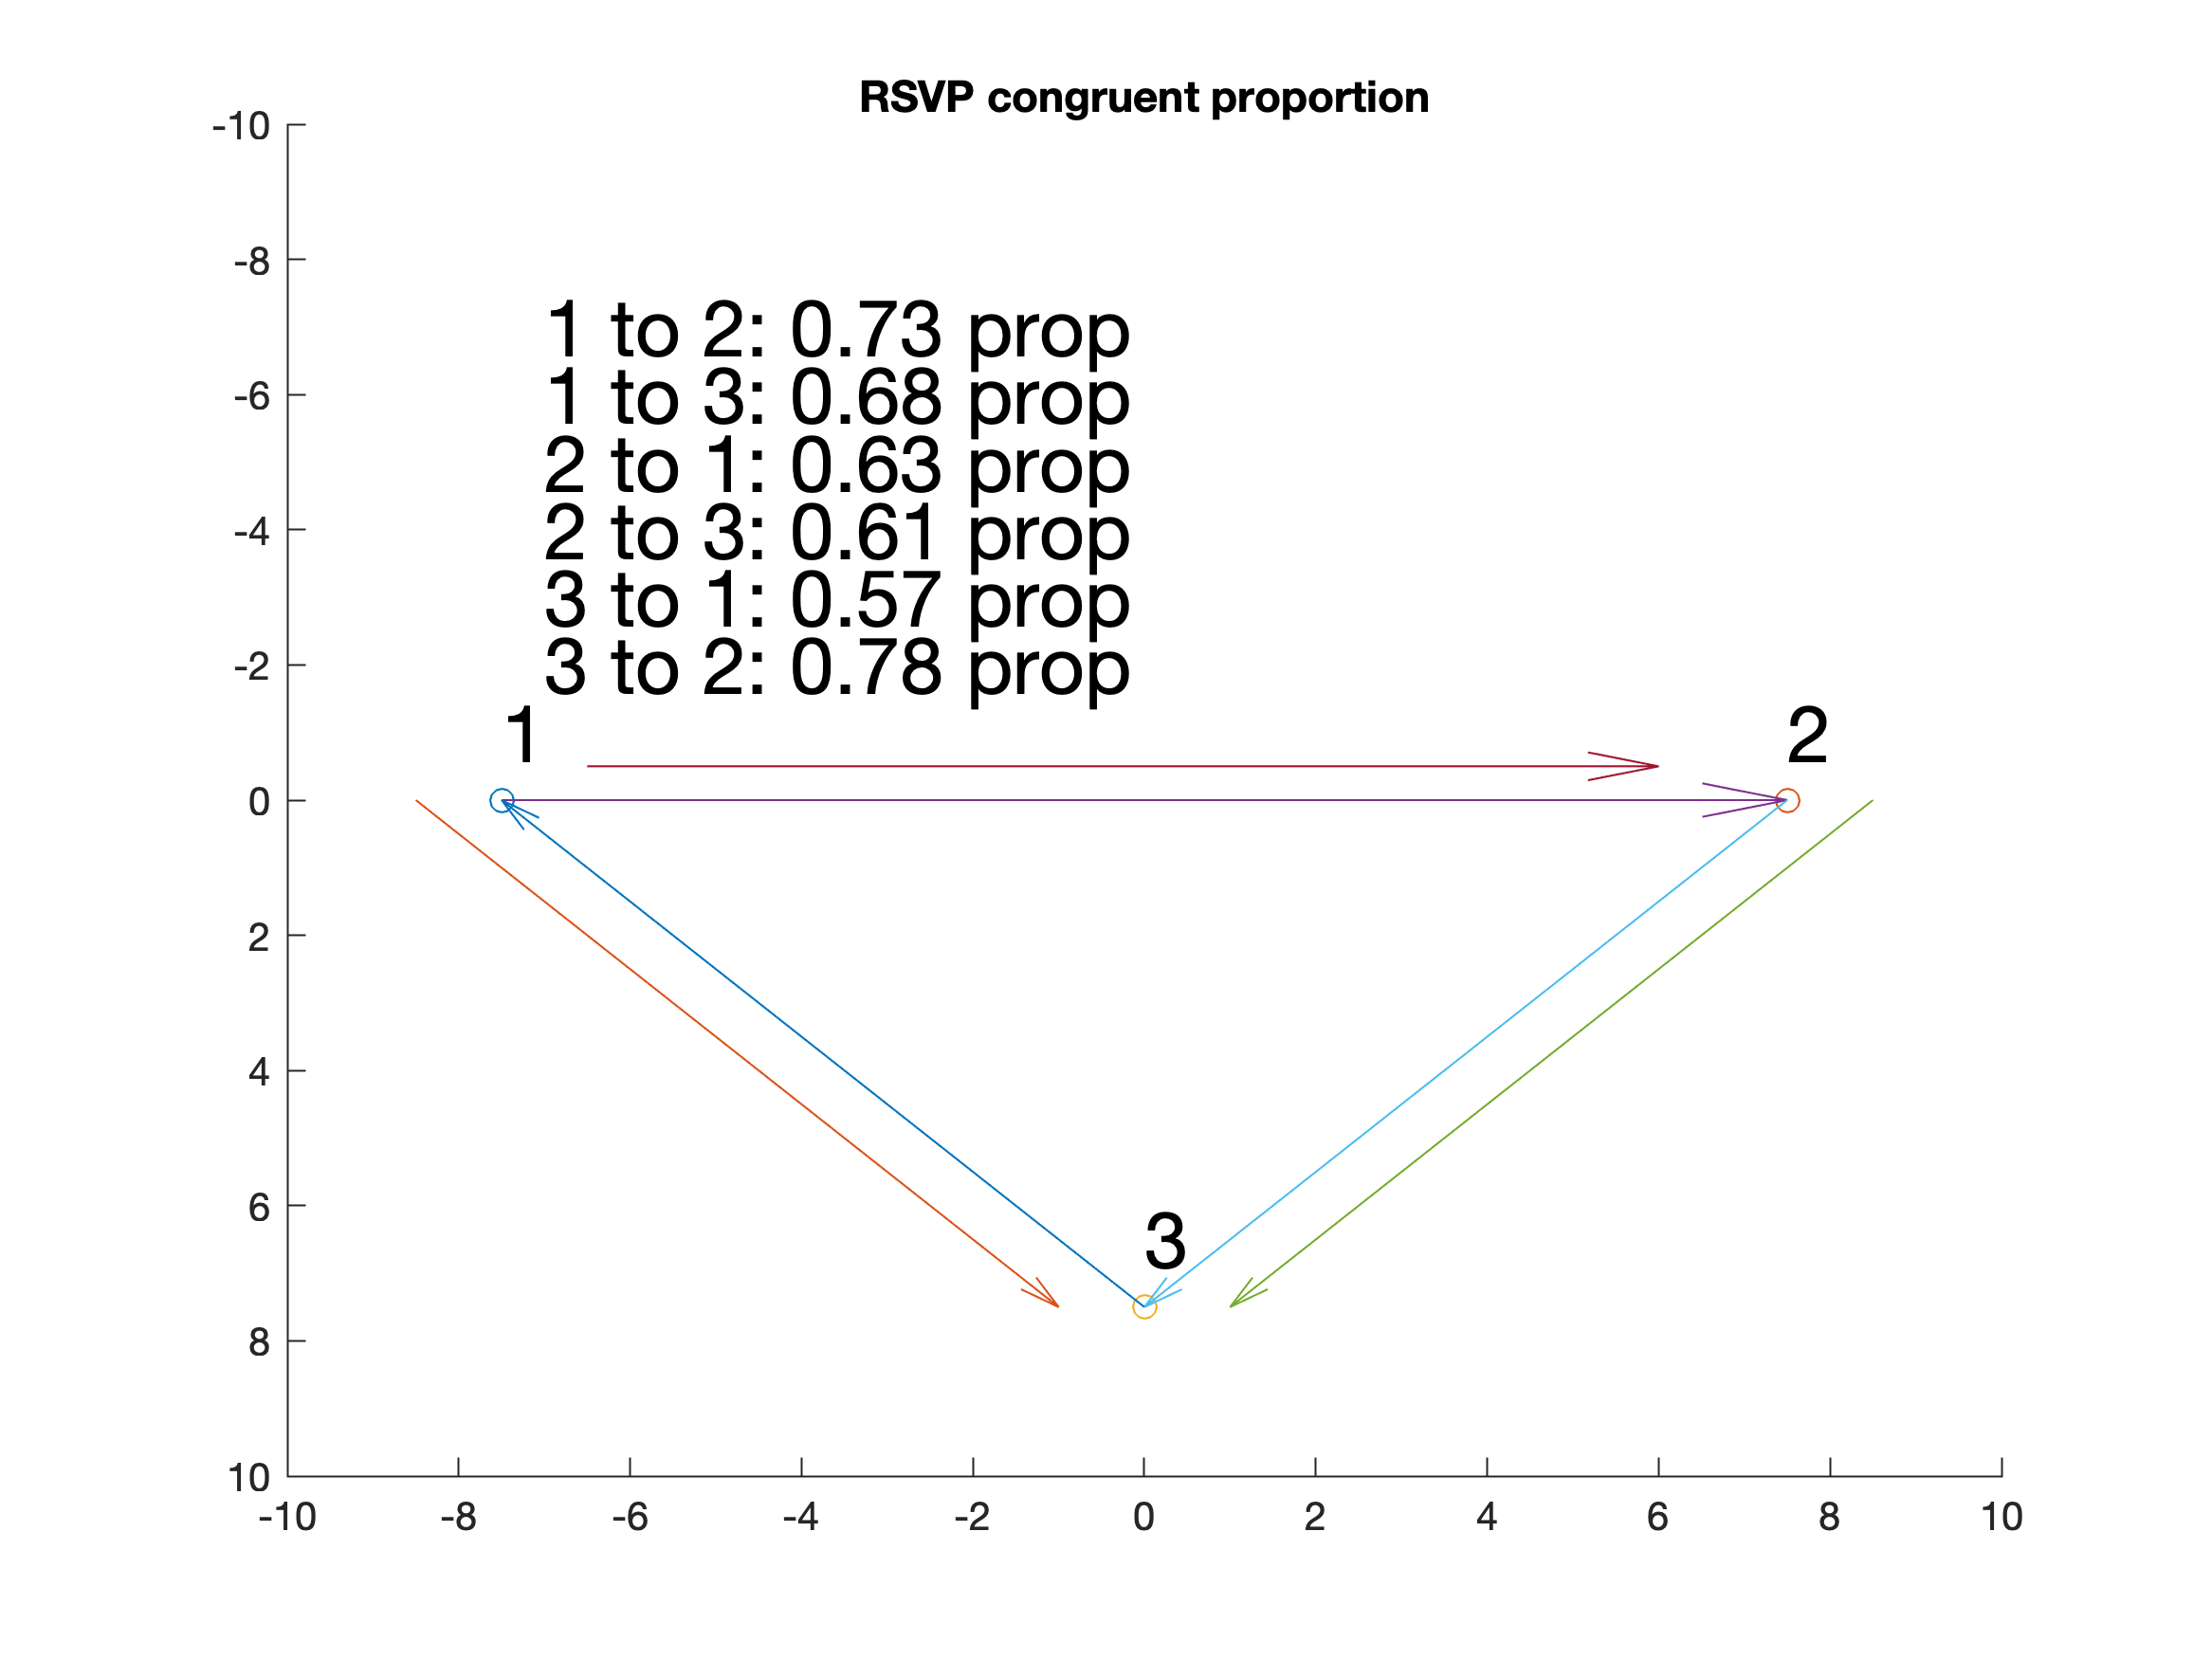 RSVP congruent proportion
-10
-8
1 to 2: 0.73 prop
1 to 3: 0.68 prop
-6
2 to 1: 0.63 prop
2 to 3: 0.61 prop
-4
3 to 1: 0.57 prop
3 to 2: 0.78 prop
-2
1 2
0
2
4
6
3
8
10
-10 -8 -6 -4 -2 0 2 4 6 8 10